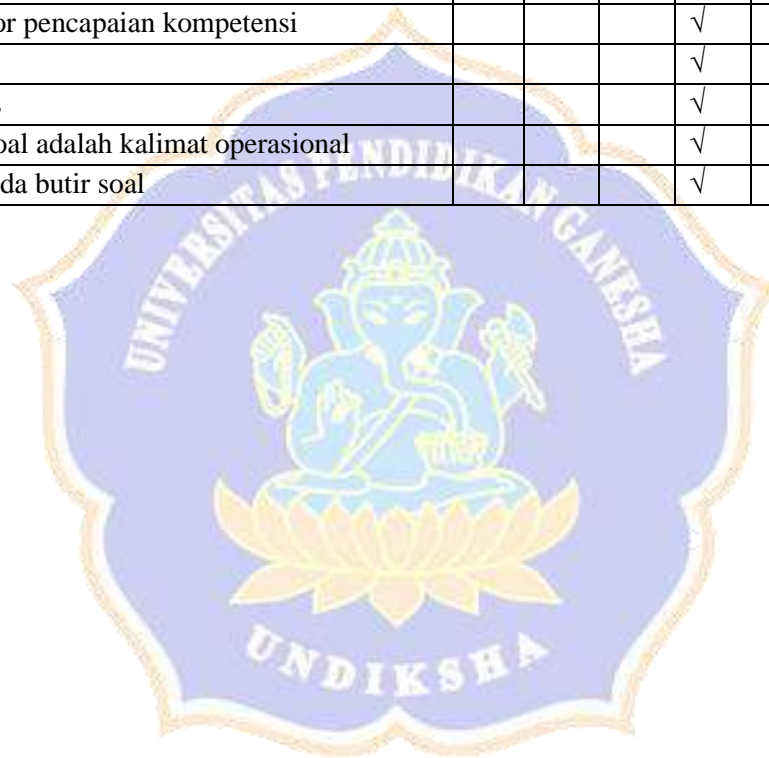 or pencapaian kompetensi √
√
√
oal adalah kalimat operasional √
da butir soal √
UNIVERSITAS PENDIDIKAN GANESHA
UNDIKSHA